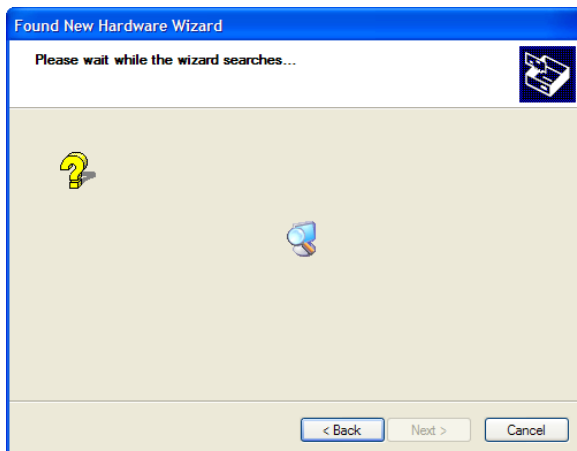 Found New Hardware Wizard
Please wait while the wizard searches...
< Back
Next >
Cancel